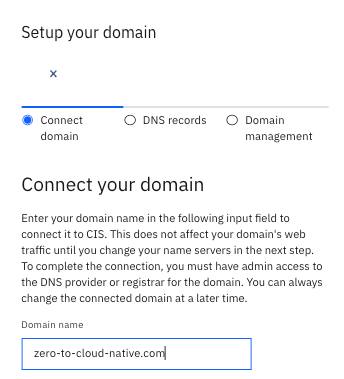 Setup your domain
×
Connect domain
DNS records
Domain management
Connect your domain
Enter your domain name in the following input field to
connect it to CIS. This does not affect your domain's web
traffic until you change your name servers in the next step.
To complete the connection, you must have admin access to
the DNS provider or registrar for the domain. You can always
change the connected domain at a later time.
Domain name
zero-to-cloud-native.com